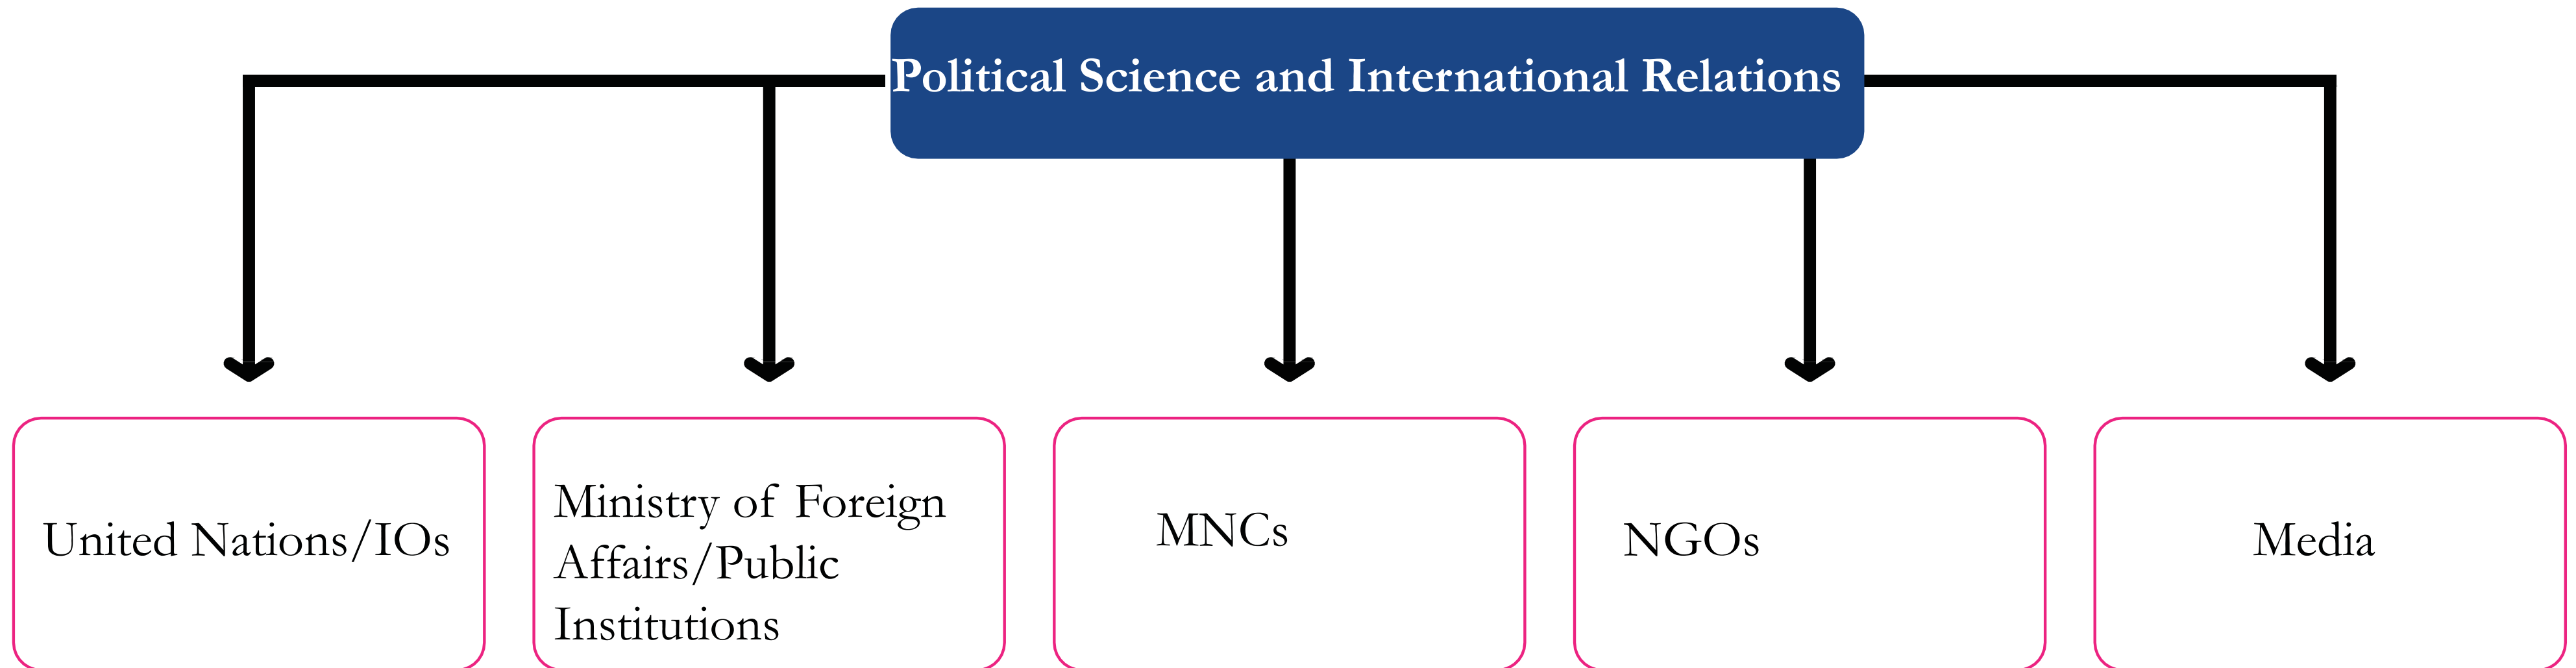 Political Science and International Relations
United Nations/IOs
Ministry of Foreign
Affairs/Public
Institutions
MNCs
NGOs
Media